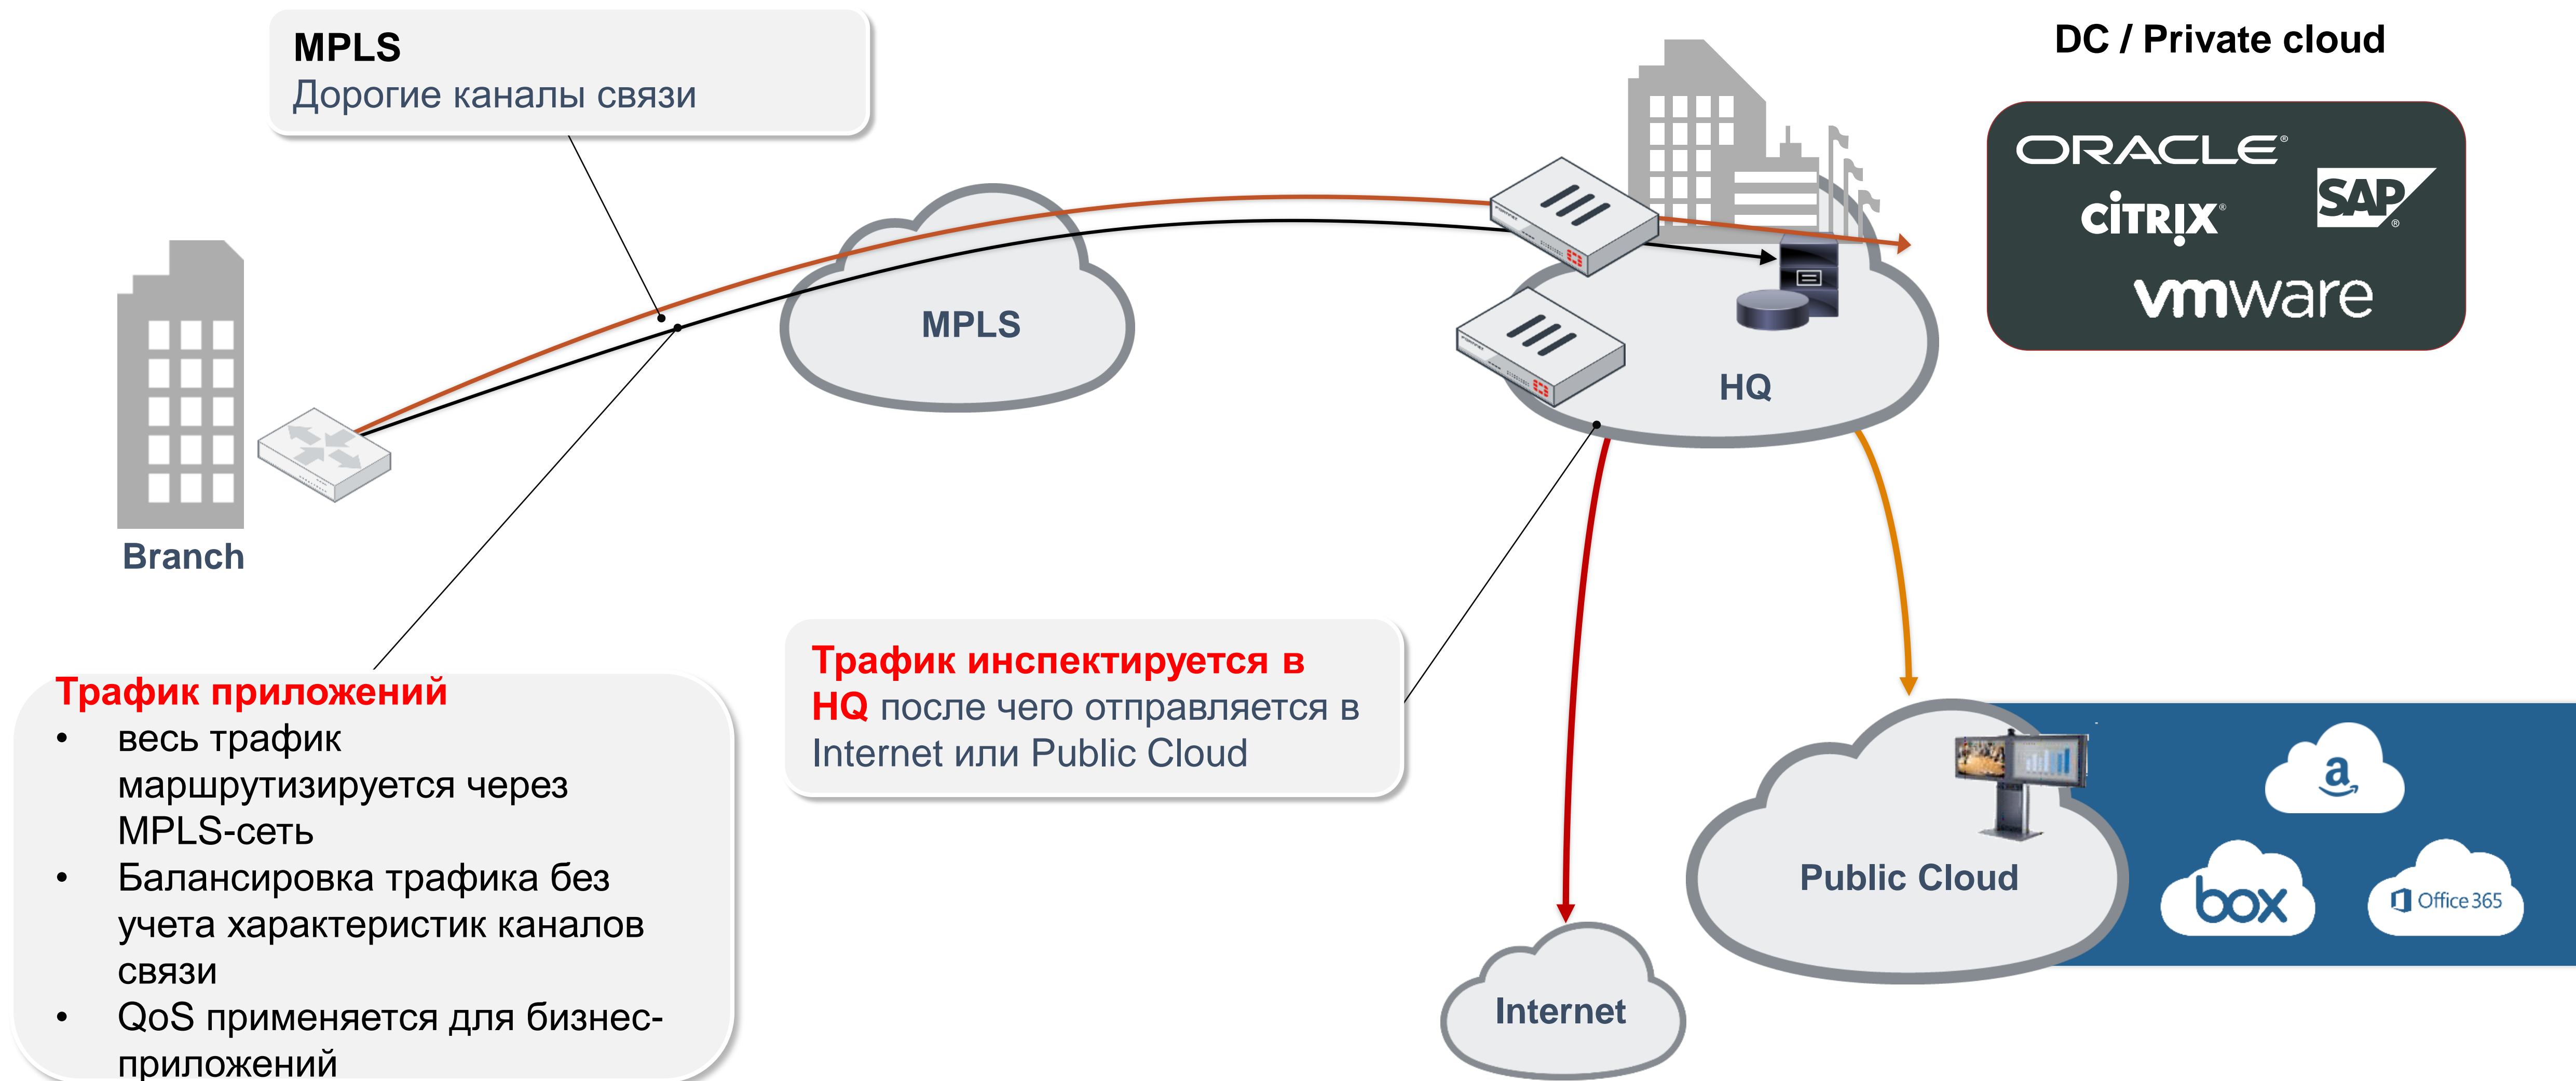 MPLS
Дорогие каналы связи
DC / Private cloud
ORACLE®
CİTRIX®
SAP®
vmware
MPLS
HQ
Branch
Трафик приложений
• весь трафик
маршрутизируется через
MPLS-сеть
• Балансировка трафика без
учета характеристик каналов
связи
• QoS применяется для бизнес-
приложений
Трафик инспектируется в
HQ после чего отправляется в
Internet или Public Cloud
Internet
Public Cloud
a
box
Office 365